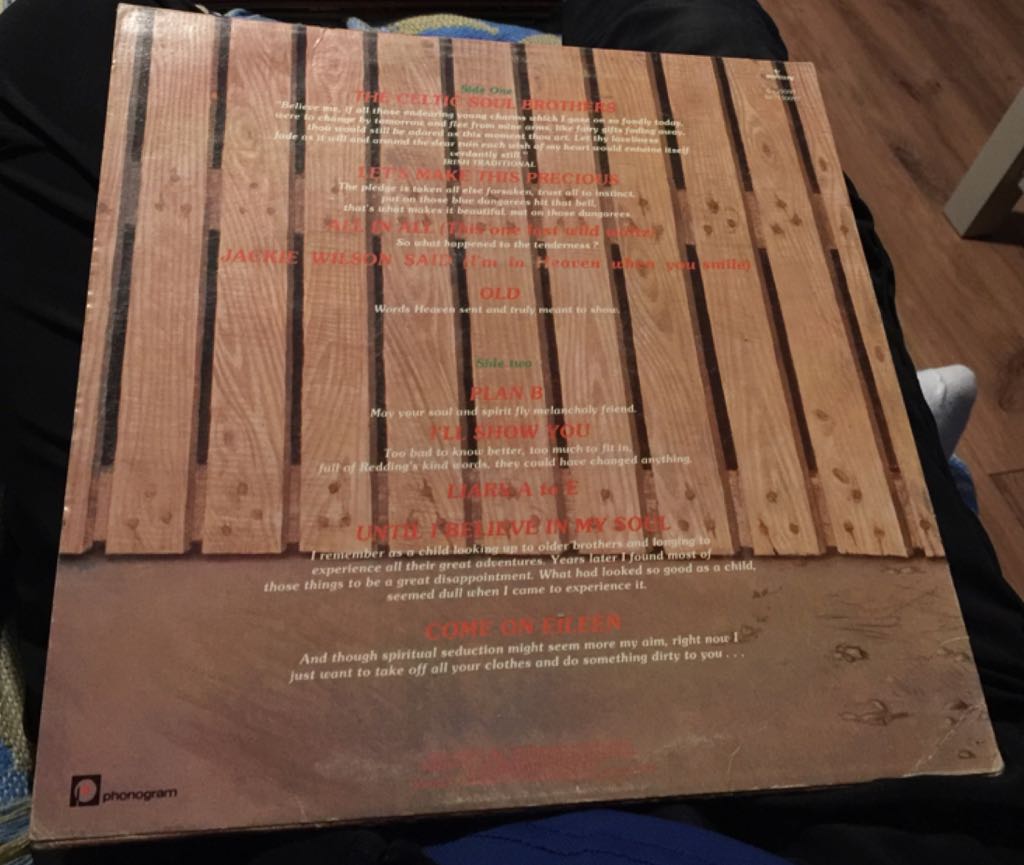 mercury
Side One
THE CELTIC SOUL BROTHERS
"Believe me, if all those endearing young charms which I gaze on so fondly today,
were to change by tomorrow and flee from mine arms, like fairy gifts fading away,
thou would still be adored as this moment thou art. Let thy loveliness
fade as it will and around the dear ruin each wish of my heart would entwine itself
verdantly still."
IRISH TRADITIONAL
LET'S MAKE THIS PRECIOUS
The pledge is taken all else forsaken, trust all to instinct,
put on those blue dungarees hit that bell,
that's what makes it beautiful, put on those dungarees
ALL IN ALL (This one last wild waltz)
So what happened to the tenderness?
JACKIE WILSON SAID (I'm in Heaven when you smile)
OLD
Words Heaven sent and truly meant to show.
Side two
PLAN B
May your soul and spirit fly melancholy friend.
I'LL SHOW YOU
Too bad to know better, too much to fit in,
full of Redding's kind words, they could have changed anything.
LIARS A to E
UNTIL I BELIEVE IN MY SOUL
I remember as a child looking up to older brothers and longing to
experience all their great adventures. Years later I found most of
those things to be a great disappointment. What had looked so good as a child,
seemed dull when I came to experience it.
COME ON EILEEN
And though spiritual seduction might seem more my aim, right now I
just want to take off all your clothes and do something dirty to you . . .
phonogram